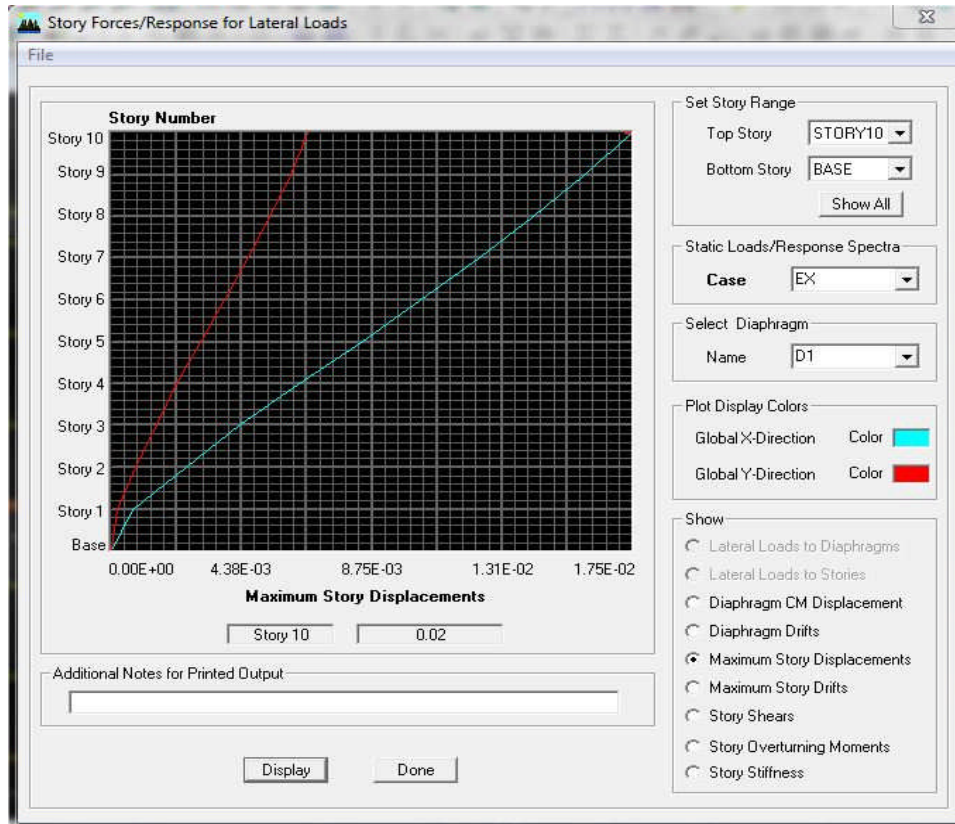 Story Forces/Response for Lateral Loads
File
Story Number
Story 10
Story 9
Story 8
Story 7
Story 6
Story 5
Story 4
Story 3
Story 2
Story 1
Base
0.00E+00 4.38E-03 8.75E-03 1.31E-02 1.75E-02
Maximum Story Displacements
Story 10 0.02
Additional Notes for Printed Output
Display Done
Set Story Range
Top Story STORY10
Bottom Story BASE
Show All
Static Loads/Response Spectra
Case EX
Select Diaphragm
Name D1
Plot Display Colors
Global X-Direction Color
Global Y-Direction Color
Show
Lateral Loads to Diaphragms
Lateral Loads to Stories
Diaphragm CM Displacement
Diaphragm Drifts
Maximum Story Displacements
Maximum Story Drifts
Story Shears
Story Overturning Moments
Story Stiffness